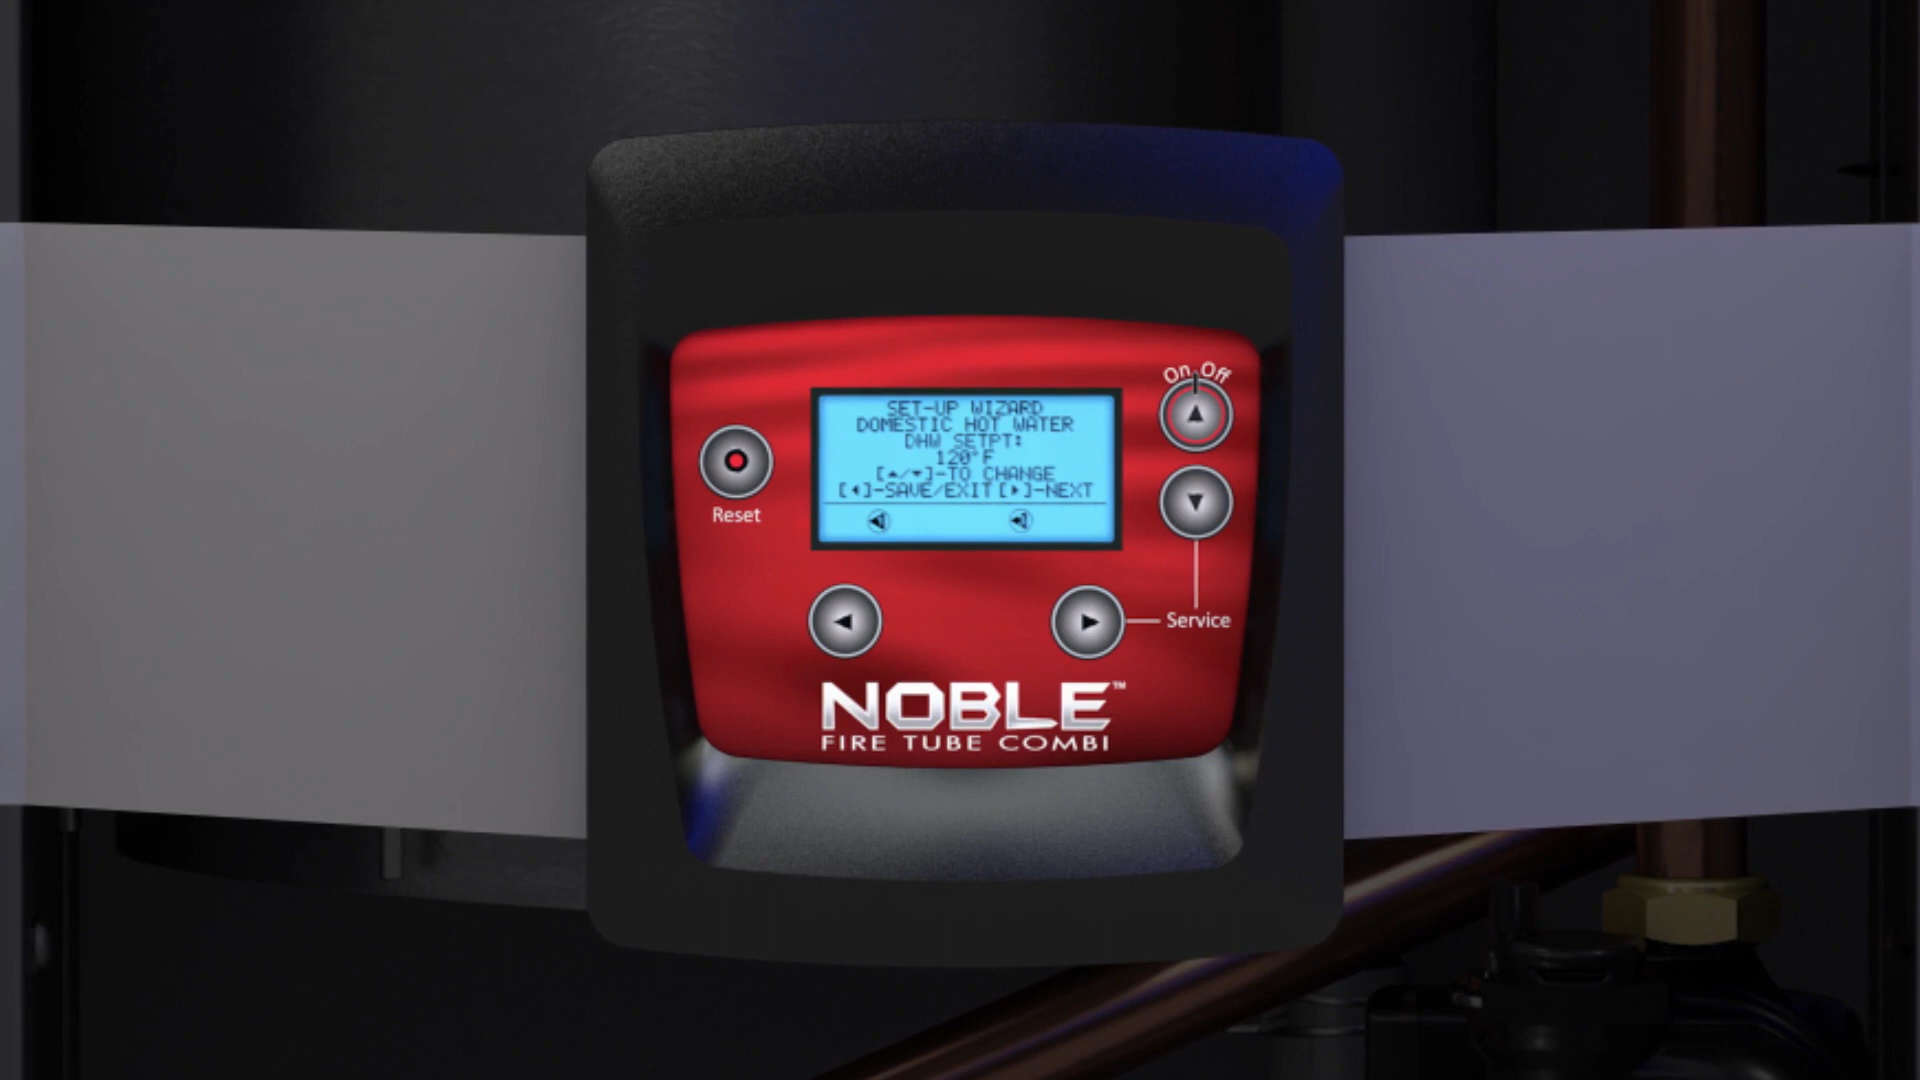 On Off
SET-UP WIZARD
DOMESTIC HOT WATER
DHW SETPT:
120°F
[▲/▼]-TO CHANGE
[◄]-SAVE/EXIT [►]-NEXT
Reset
Service
NOBLE™
FIRE TUBE COMBI